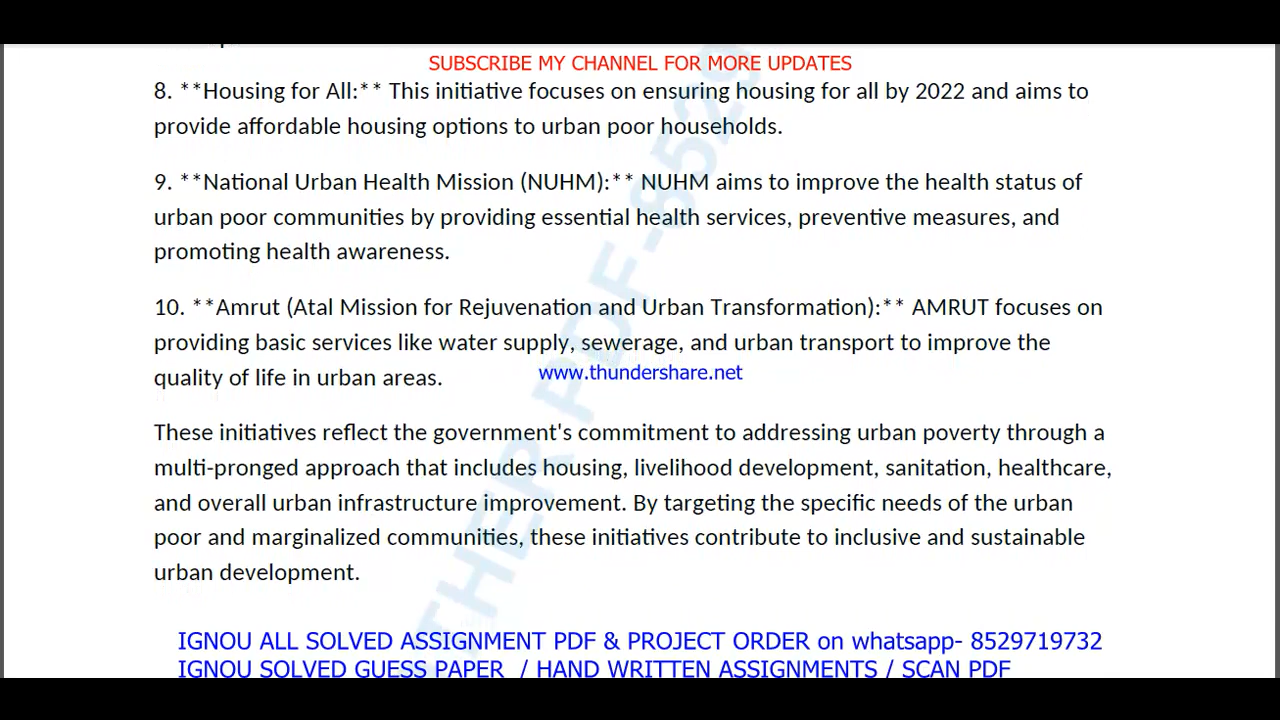 SUBSCRIBE MY CHANNEL FOR MORE UPDATES
8. **Housing for All:** This initiative focuses on ensuring housing for all by 2022 and aims to
provide affordable housing options to urban poor households.
9. **National Urban Health Mission (NUHM):** NUHM aims to improve the health status of
urban poor communities by providing essential health services, preventive measures, and
promoting health awareness.
10. **Amrut (Atal Mission for Rejuvenation and Urban Transformation):** AMRUT focuses on
providing basic services like water supply, sewerage, and urban transport to improve the
quality of life in urban areas.
www.thundershare.net
These initiatives reflect the government's commitment to addressing urban poverty through a
multi-pronged approach that includes housing, livelihood development, sanitation, healthcare,
and overall urban infrastructure improvement. By targeting the specific needs of the urban
poor and marginalized communities, these initiatives contribute to inclusive and sustainable
urban development.
THER PDF-8529
IGNOU ALL SOLVED ASSIGNMENT PDF & PROJECT ORDER on whatsapp- 8529719732
IGNOU SOLVED GUESS PAPER / HAND WRITTEN ASSIGNMENTS / SCAN PDF